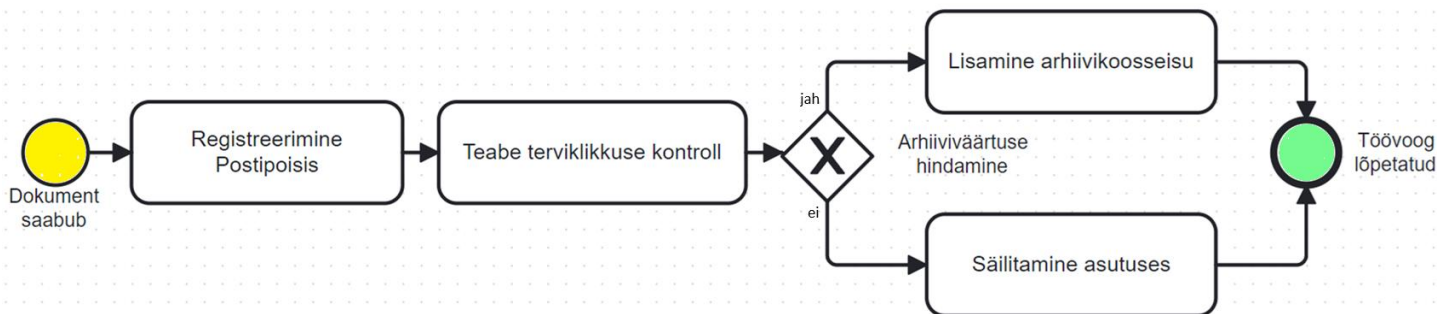 Dokument
saabub
Registreerimine
Postipoisis
Teabe terviklikkuse kontroll
jah
ei
Arhiiviväärtuse
hindamine
Lisamine arhiivikoosseisu
Säilitamine asutuses
Töövoog
lõpetatud